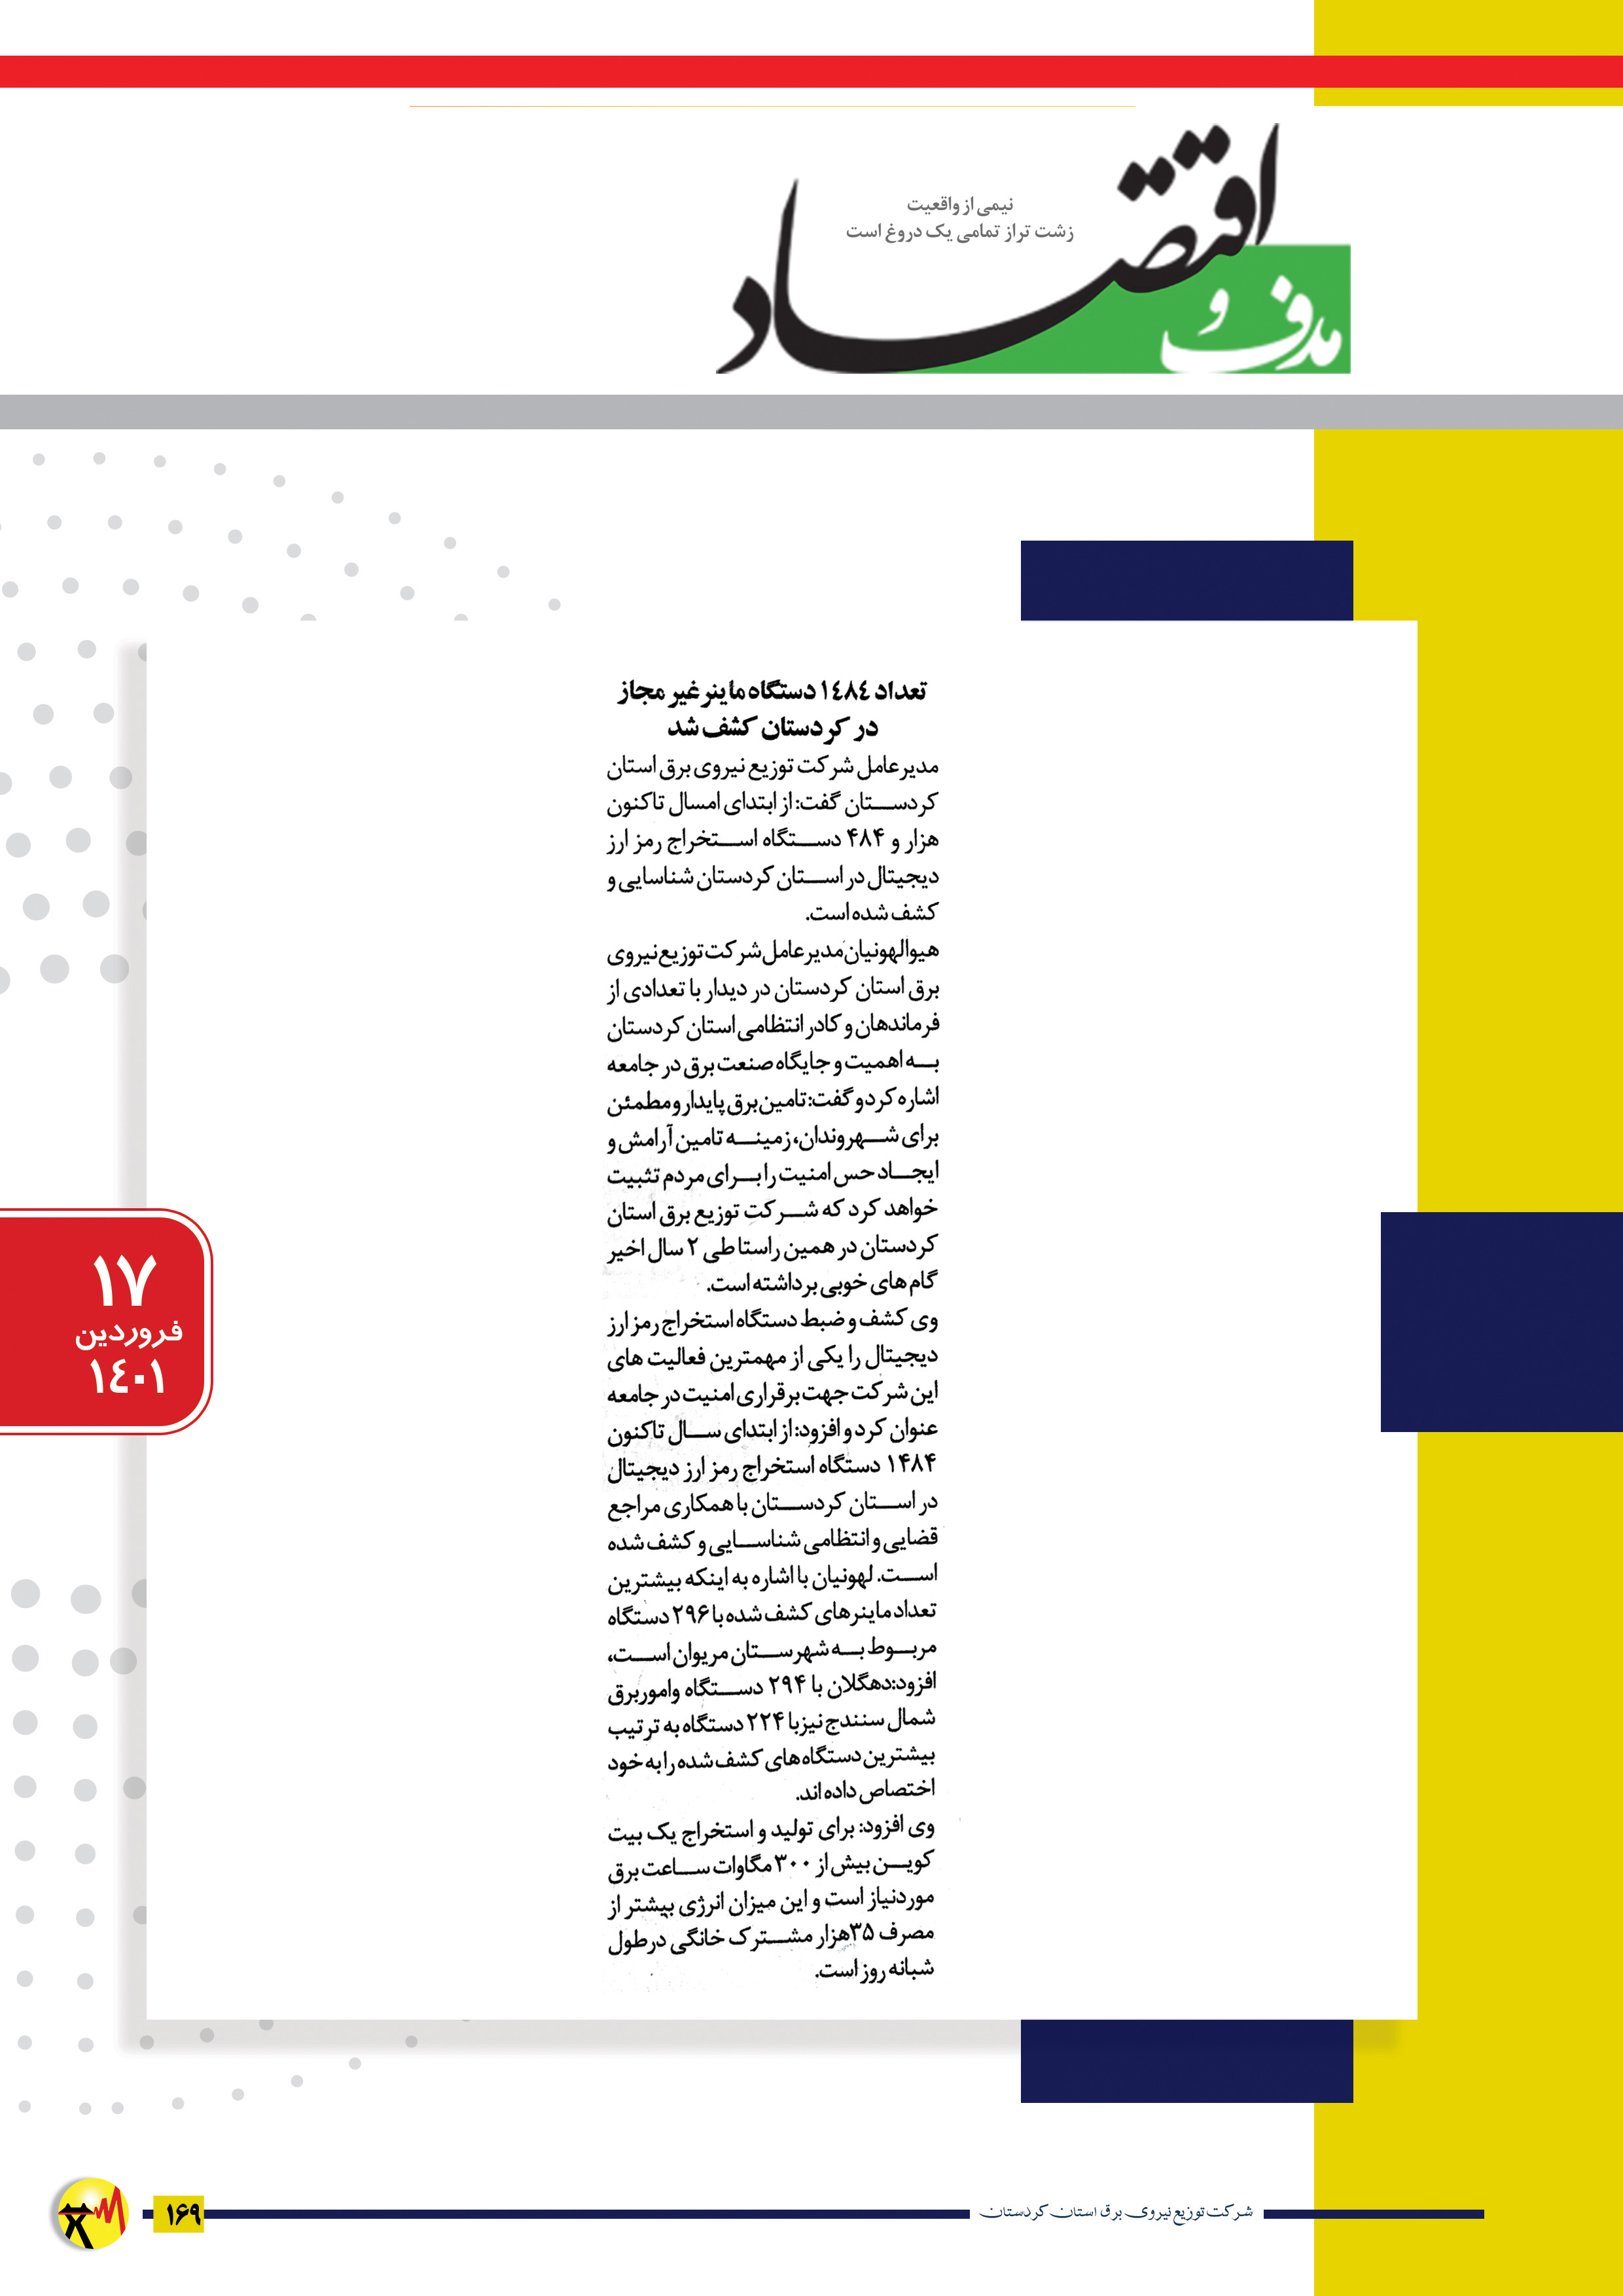 اقتصاد
هدف و
نیمی از واقعیت
زشت تراز تمامی یک دروغ است
تعداد ١٤٨٤ دستگاه ماینر غیر مجاز
در کردستان کشف شد
مدیرعامل شرکت توزیع نیروی برق استان
کردستان گفت: از ابتدای امسال تاکنون
هزار و ۴۸۴ دستگاه استخراج رمز ارز
دیجیتال در استان کردستان شناسایی و
کشف شده است.
هیوا لهونیان مدیرعامل شرکت توزیع نیروی
برق استان کردستان در دیدار با تعدادی از
فرماندهان و کادر انتظامی استان کردستان
به اهمیت و جایگاه صنعت برق در جامعه
اشاره کرد و گفت: تامین برق پایدار و مطمئن
برای شهروندان، زمینه تامین آرامش و
ایجاد حس امنیت را برای مردم تثبیت
خواهد کرد که شرکت توزیع برق استان
کردستان در همین راستا طی ۲ سال اخیر
گام های خوبی برداشته است.
وی کشف و ضبط دستگاه استخراج رمز ارز
دیجیتال را یکی از مهمترین فعالیت های
این شرکت جهت برقراری امنیت در جامعه
عنوان کرد و افزود: از ابتدای سال تاکنون
۱۴۸۴ دستگاه استخراج رمز ارز دیجیتال
در استان کردستان با همکاری مراجع
قضایی و انتظامی شناسایی و کشف شده
است. لهونیان با اشاره به اینکه بیشترین
تعداد ماینرهای کشف شده با ۲۹۶ دستگاه
مربوط به شهرستان مریوان است،
افزود: دهگلان با ۲۹۴ دستگاه و امور برق
شمال سنندج نیز با ۲۲۴ دستگاه به ترتیب
بیشترین دستگاه های کشف شده را به خود
اختصاص داده اند.
وی افزود: برای تولید و استخراج یک بیت
کوین بیش از ۳۰۰ مگاوات ساعت برق
موردنیاز است و این میزان انرژی بیشتر از
مصرف ۳۵هزار مشترک خانگی درطول
شبانه روز است.
۱۷
فروردین
١٤٠١
شرکت توزیع نیروی برق استان کردستان
۱۶۹